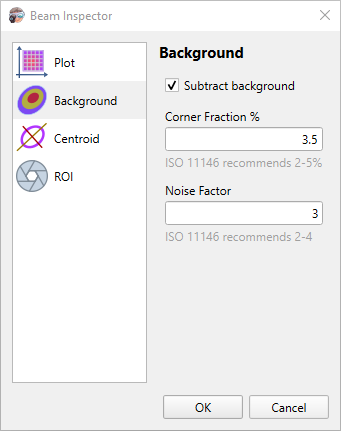 Beam Inspector
Plot
Background
Centroid
ROI
Background
Subtract background
Corner Fraction %
3.5
ISO 11146 recommends 2-5%
Noise Factor
3
ISO 11146 recommends 2-4
OK
Cancel